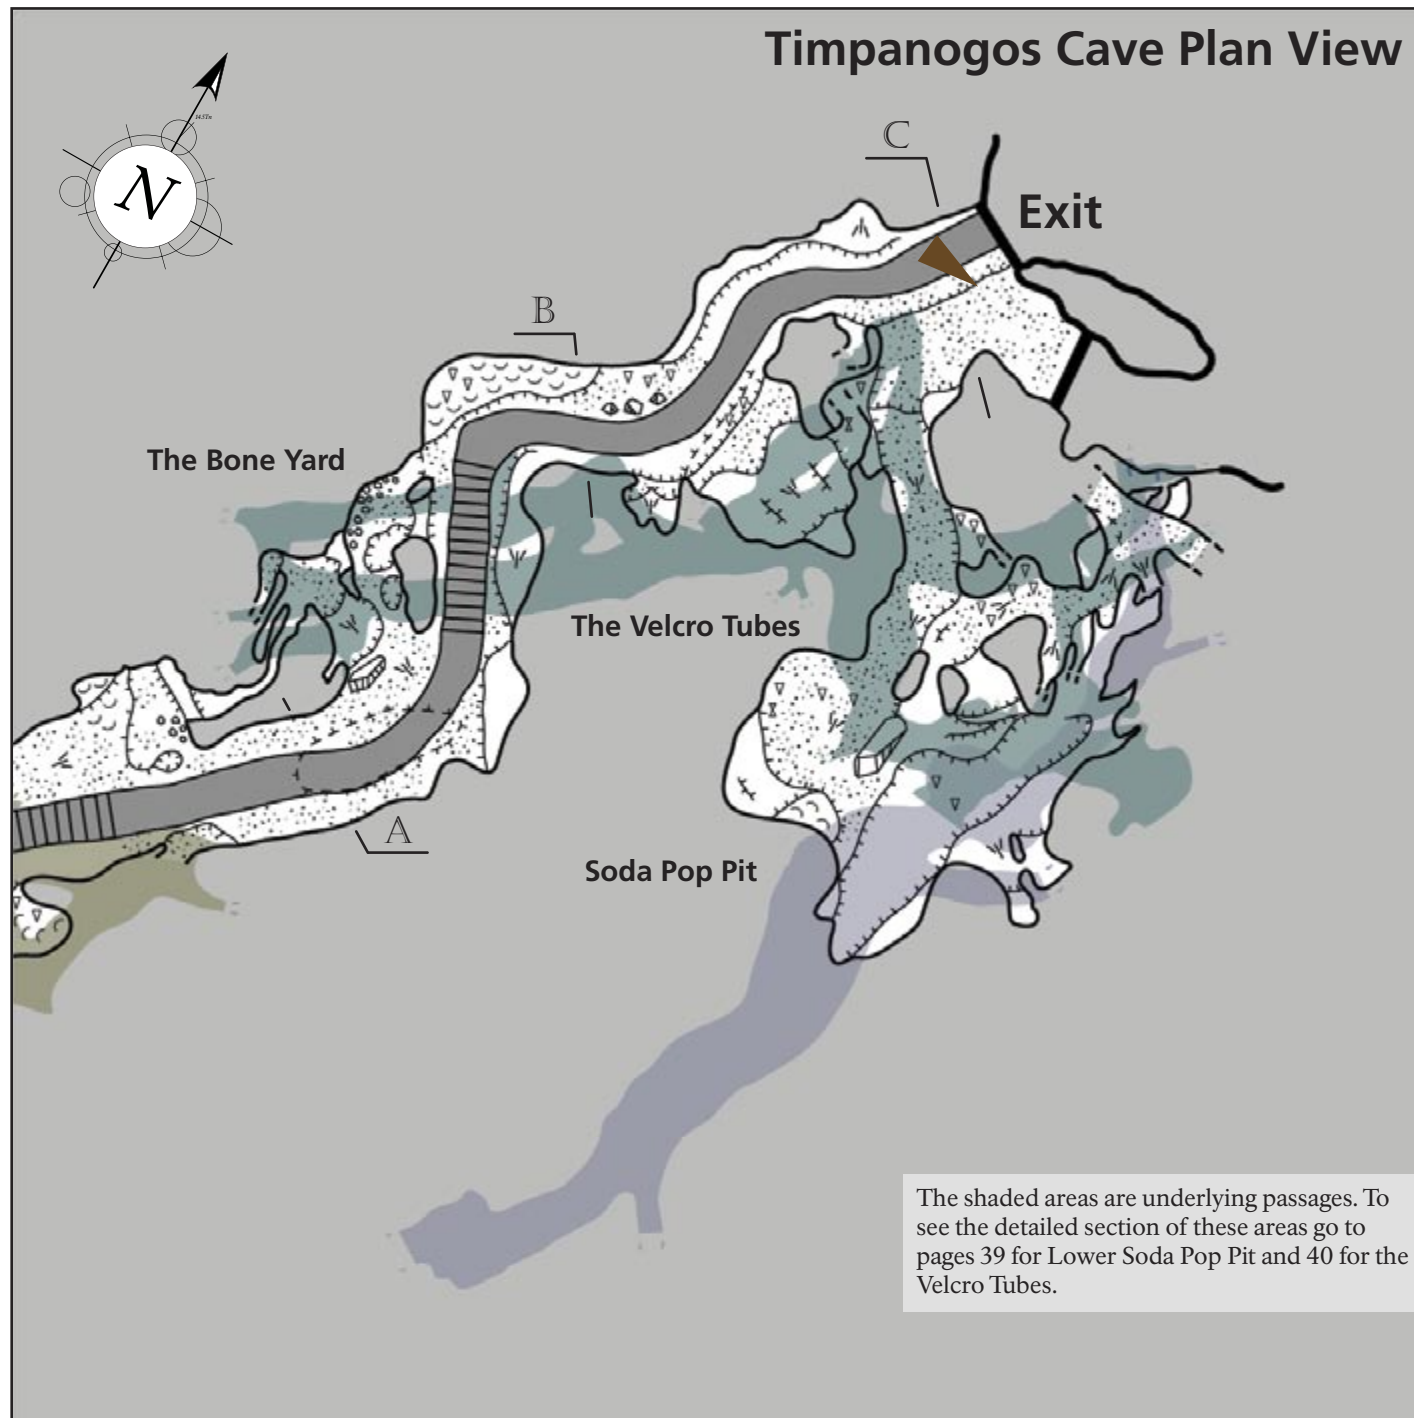 Timpanogos Cave Plan View
14.5Tn
N
C
Exit
B
The Bone Yard
The Velcro Tubes
A
Soda Pop Pit
The shaded areas are underlying passages. To
see the detailed section of these areas go to
pages 39 for Lower Soda Pop Pit and 40 for the
Velcro Tubes.